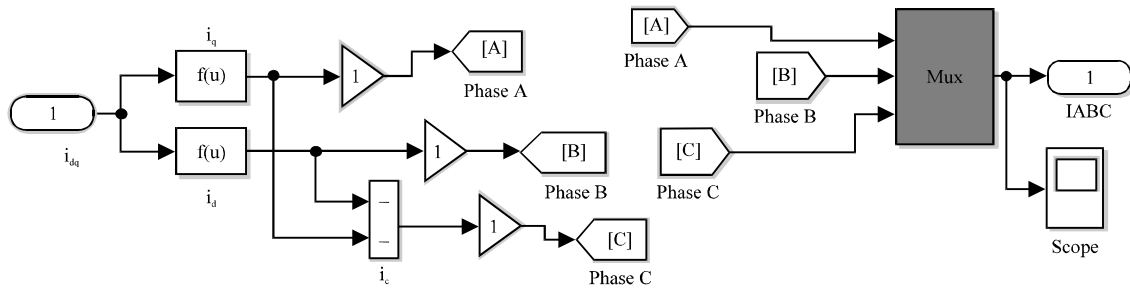 i_q
f(u)
1
[A]
Phase A
1
i_dq
f(u)
i_d
1
[B]
Phase B
–
–
i_c
1
[C]
Phase C
[A]
Phase A
[B]
Phase B
[C]
Phase C
Mux
1
IABC
Scope